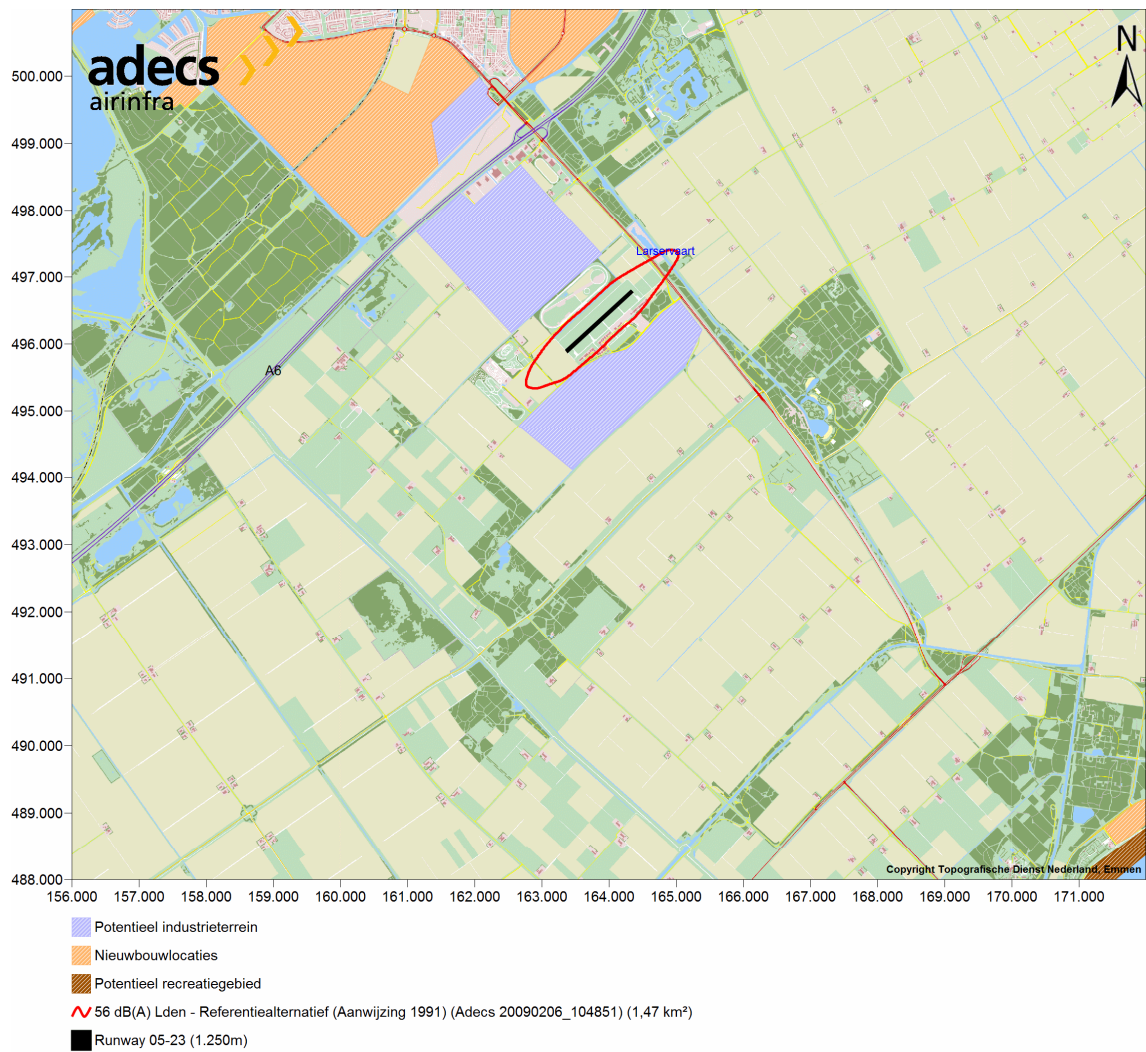 adecs
airinfra
N
500.000
499.000
498.000
497.000
496.000
495.000
494.000
493.000
492.000
491.000
490.000
489.000
488.000
Larservaart
A6
Copyright Topografische Dienst Nederland, Emmen
156.000 157.000 158.000 159.000 160.000 161.000 162.000 163.000 164.000 165.000 166.000 167.000 168.000 169.000 170.000 171.000
Potentieel industrieterrein
Nieuwbouwlocaties
Potentieel recreatiegebied
56 dB(A) Lden - Referentiealternatief (Aanwijzing 1991) (Adecs 20090206_104851) (1,47 km²)
Runway 05-23 (1.250m)